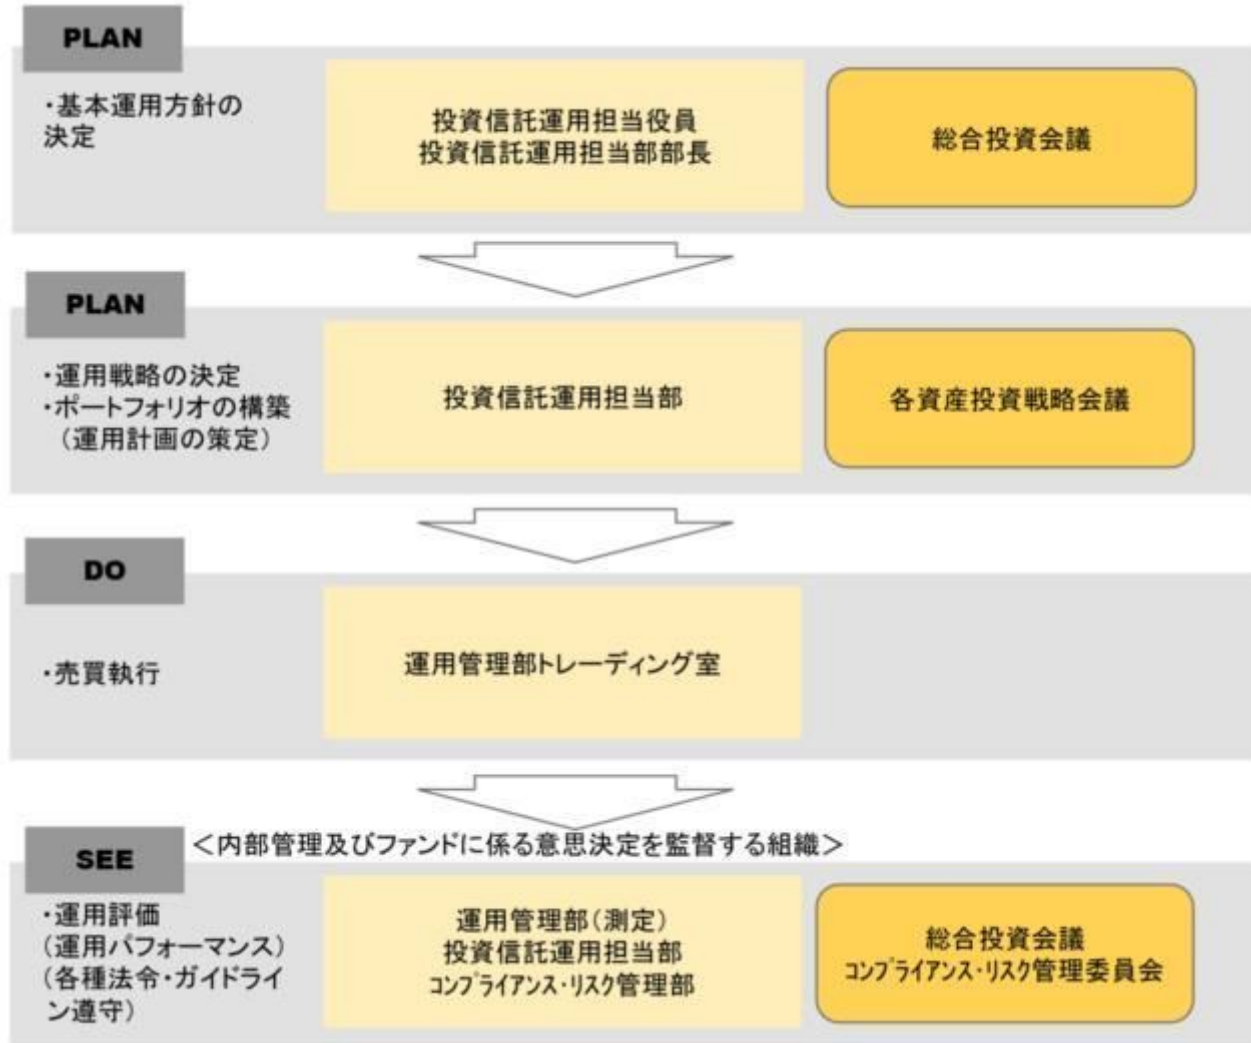 PLAN
・基本運用方針の
決定
投資信託運用担当役員
投資信託運用担当部部長
総合投資会議
PLAN
・運用戦略の決定
・ポートフォリオの構築
（運用計画の策定）
投資信託運用担当部
各資産投資戦略会議
DO
・売買執行
運用管理部トレーディング室
SEE
＜内部管理及びファンドに係る意思決定を監督する組織＞
・運用評価
（運用パフォーマンス）
（各種法令・ガイドライ
ン遵守）
運用管理部（測定）
投資信託運用担当部
ｺﾝﾌﾟﾗｲｱﾝｽ・ﾘｽｸ管理部
総合投資会議
ｺﾝﾌﾟﾗｲｱﾝｽ・ﾘｽｸ管理委員会